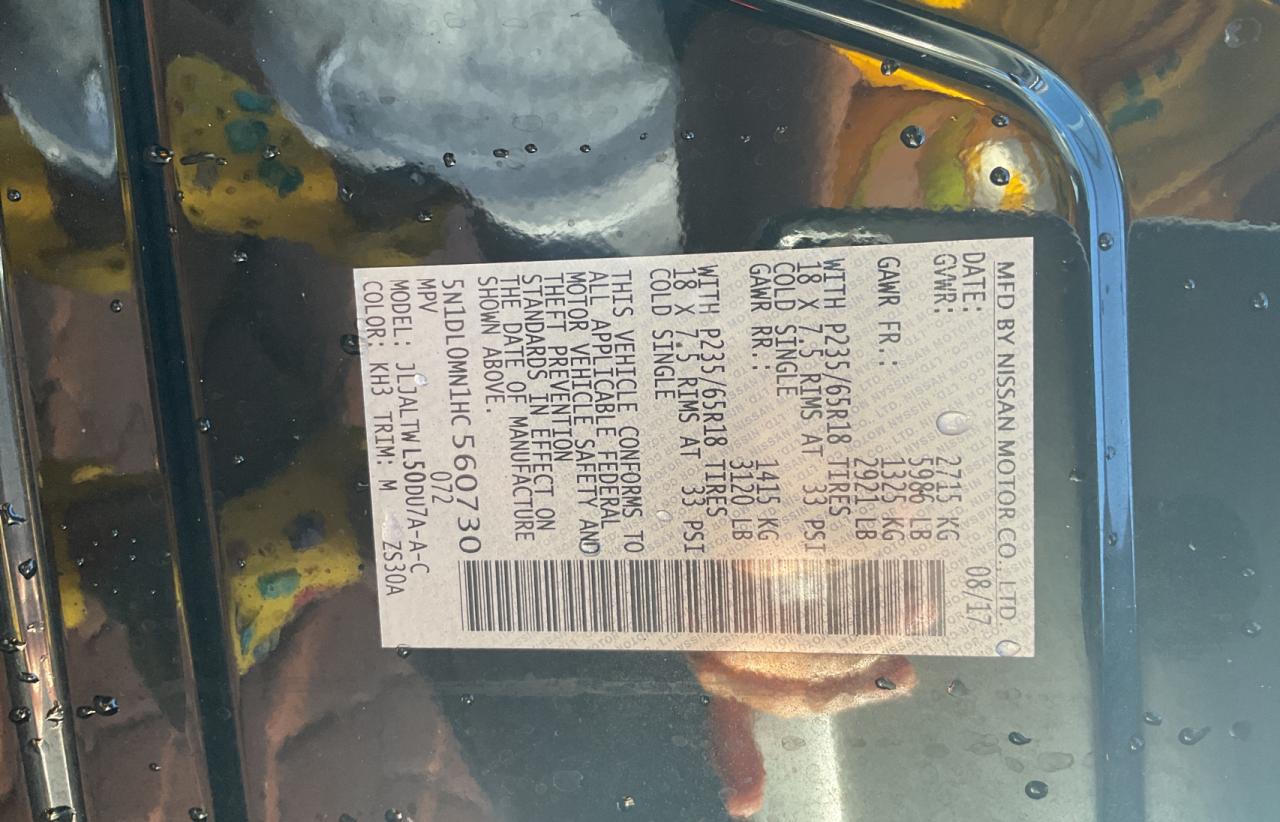 MFD BY NISSAN MOTOR CO., LTD.
DATE: 08/17
GVWR: 2715 KG
5986 LB
GAWR FR.: 1325 KG
2921 LB
WITH P235/65R18 TIRES
18 X 7.5 RIMS AT 33 PSI
COLD SINGLE
GAWR RR.: 1415 KG
3120 LB
WITH P235/65R18 TIRES
18 X 7.5 RIMS AT 33 PSI
COLD SINGLE
THIS VEHICLE CONFORMS TO
ALL APPLICABLE FEDERAL
MOTOR VEHICLE SAFETY AND
THEFT PREVENTION
STANDARDS IN EFFECT ON
THE DATE OF MANUFACTURE
SHOWN ABOVE.
5N1DL0MN1HC560730
MPV 072
MODEL: JLJALTWL50DU7A-A-C
COLOR: KH3 TRIM: M ZS30A